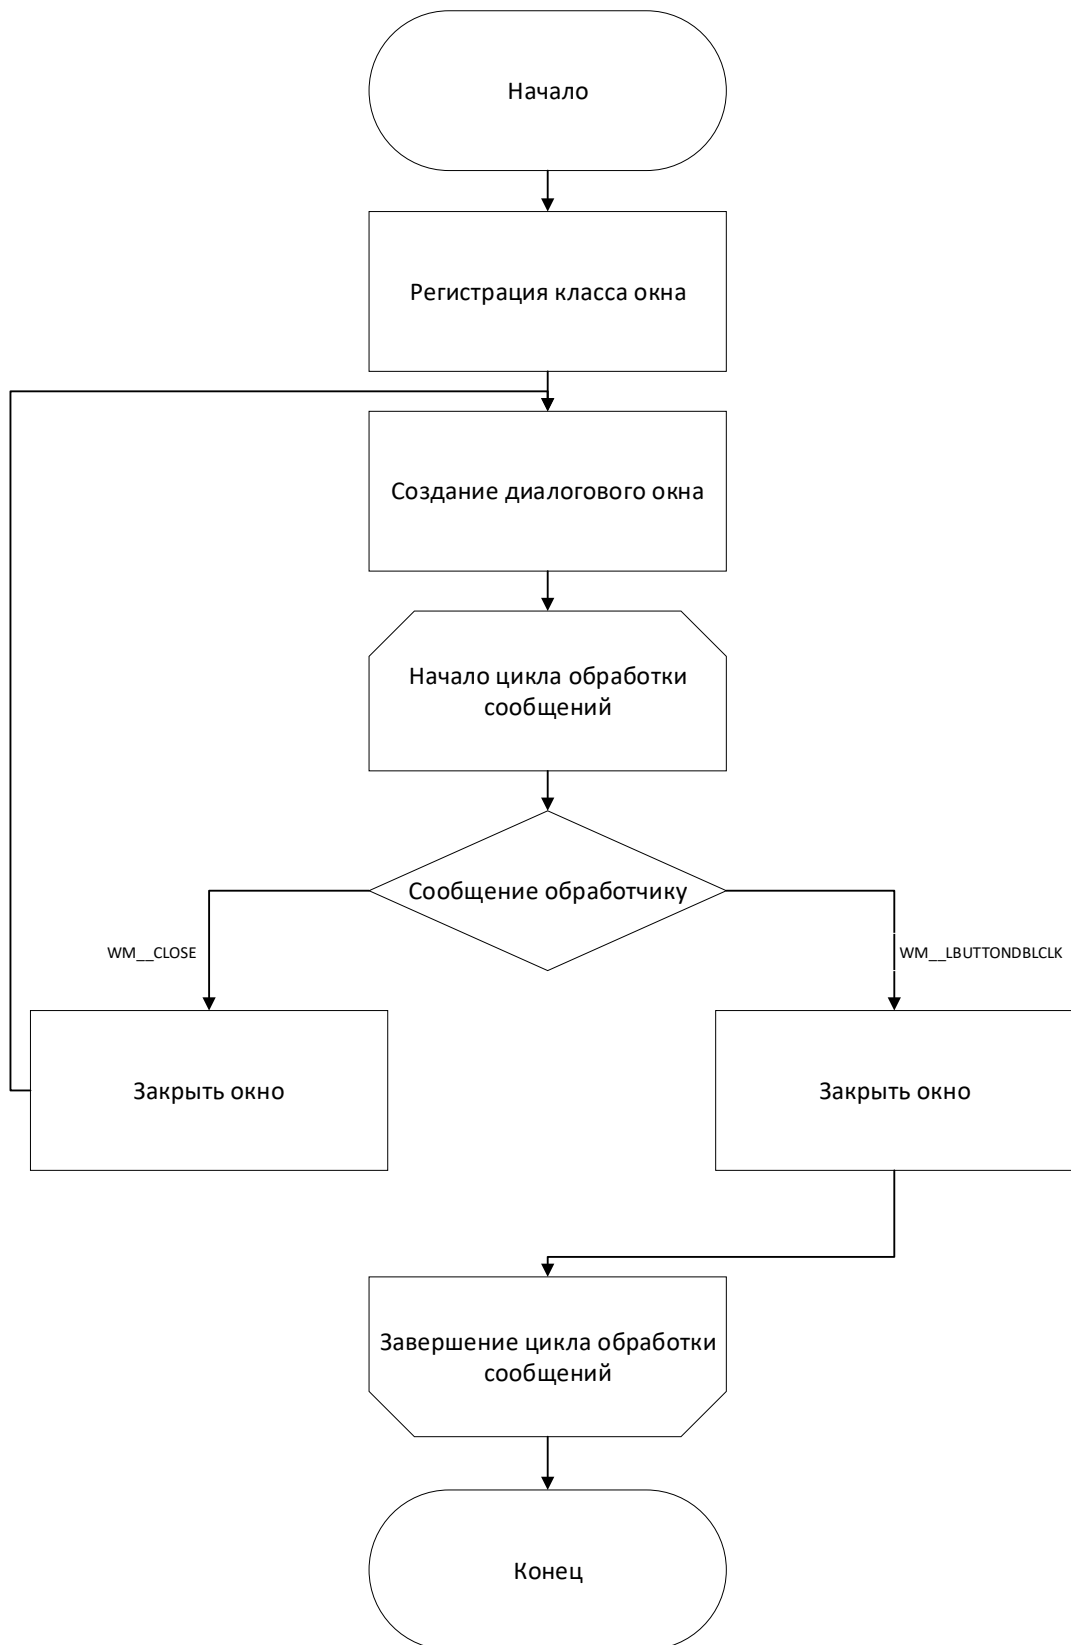 Начало
Регистрация класса окна
Создание диалогового окна
Начало цикла обработки
сообщений
Сообщение обработчику
WM__CLOSE
WM__LBUTTONDBLCLK
Закрыть окно
Закрыть окно
Завершение цикла обработки
сообщений
Конец